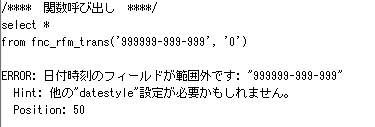 /****  関数呼び出し  ****/
select *
from fnc_rfm_trans('999999-999-999', '0')
ERROR: 日付時刻のフィールドが範囲外です: "999999-999-999"
Hint: 他の"datestyle"設定が必要かもしれません。
Position: 50